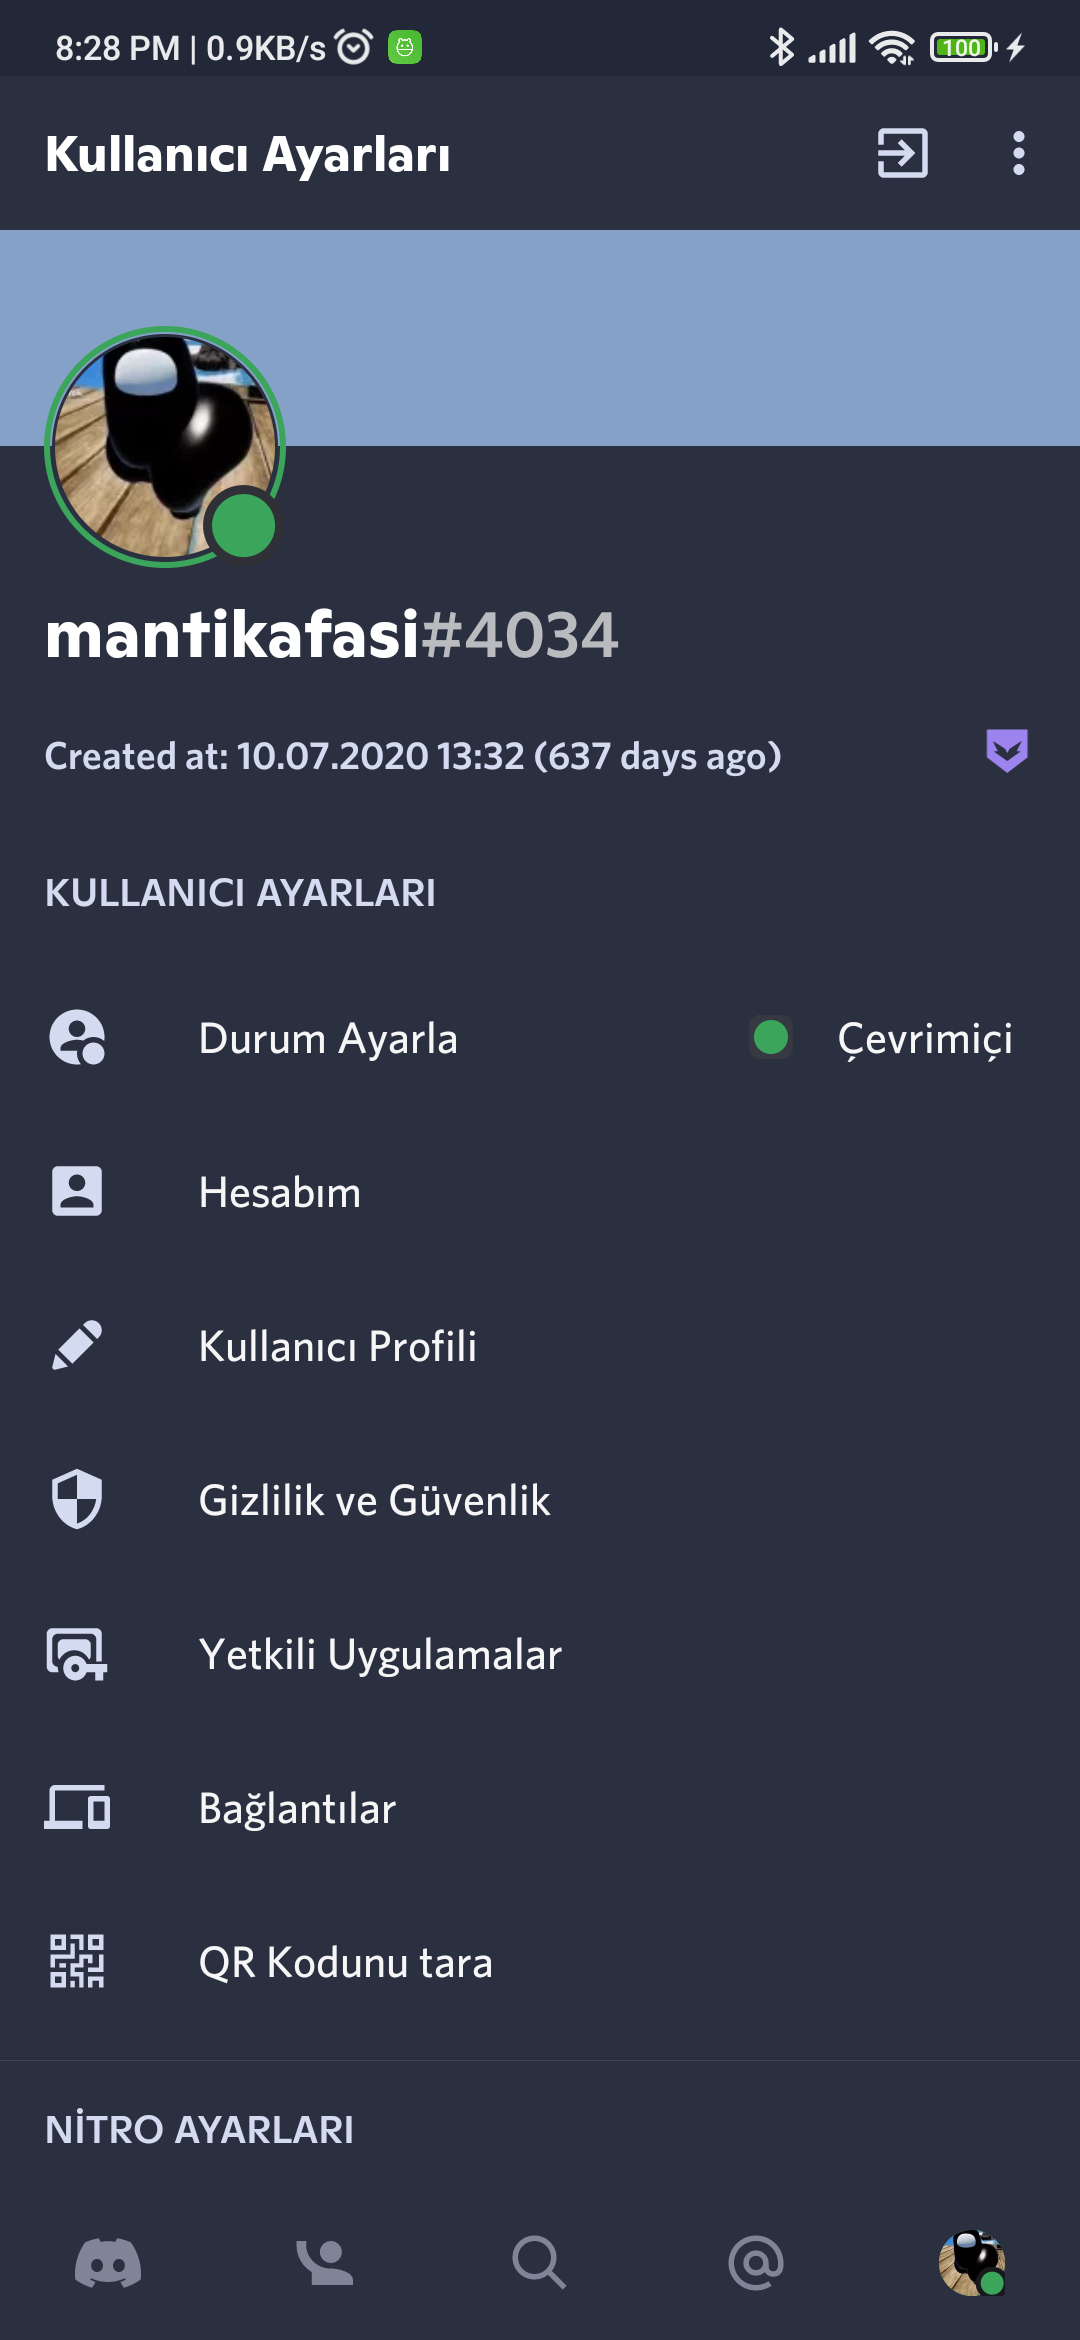 8:28 PM | 0.9KB/s
100
Kullanıcı Ayarları
mantikafasi#4034
Created at: 10.07.2020 13:32 (637 days ago)
KULLANICI AYARLARI
Durum Ayarla
Çevrimiçi
Hesabım
Kullanıcı Profili
Gizlilik ve Güvenlik
Yetkili Uygulamalar
Bağlantılar
QR Kodunu tara
NİTRO AYARLARI